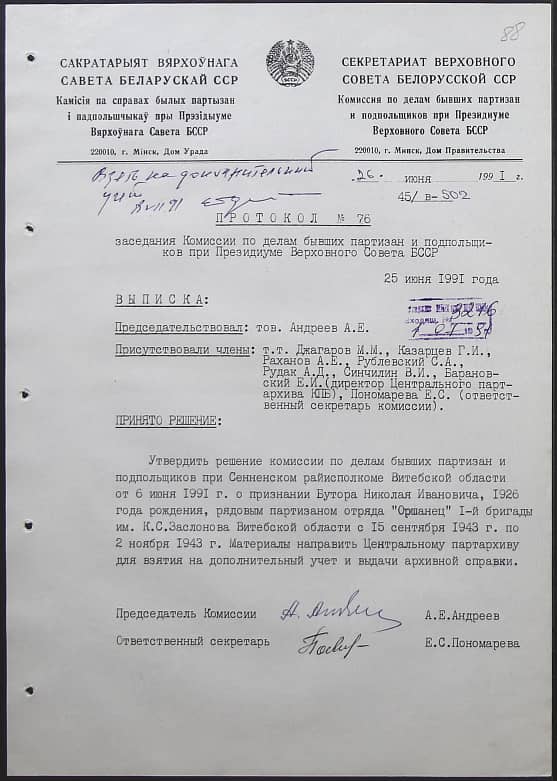 88
САКРАТАРЫЯТ ВЯРХОЎНАГА
САВЕТА БЕЛАРУСКАЙ ССР
Камісія па справах былых партызан
і падпольшчыкаў пры Прэзідыуме
Вярхоўнага Савета БССР
220010, г. Мінск, Дом Урада
СЕКРЕТАРИАТ ВЕРХОВНОГО
СОВЕТА БЕЛОРУССКОЙ ССР
Комиссия по делам бывших партизан
и подпольщиков при Президиуме
Верховного Совета БССР
220010, г. Минск, Дом Правительства
Взять на дополнительный
учет
26. июня 1991 г.
45/ в-502
ПРОТОКОЛ № 76
заседания Комиссии по делам бывших партизан и подпольщи-
ков при Президиуме Верховного Совета БССР
25 июня 1991 года
ВЫПИСКА:
3276
Председательствовал: тов. Андреев А.Е.
Присутствовали члены: т.т. Джагаров М.М., Казарцев Г.И.,
Раханов А.Е., Рублевский С.А.,
Рудак А.Д., Синчилин В.И., Баранов-
ский Е.И.(директор Центрального парт-
архива КПБ), Пономарева Е.С. (ответст-
венный секретарь комиссии).
ПРИНЯТО РЕШЕНИЕ:
Утвердить решение комиссии по делам бывших партизан и
подпольщиков при Сенненском райисполкоме Витебской области
от 6 июня 1991 г. о признании Бутора Николая Ивановича, 1926
года рождения, рядовым партизаном отряда "Оршанец" I-й бригады
им. К.С.Заслонова Витебской области с 15 сентября 1943 г. по
2 ноября 1943 г. Материалы направить Центральному партархиву
для взятия на дополнительный учет и выдачи архивной справки.
Председатель Комиссии А.Е.Андреев
Ответственный секретарь Е.С.Пономарева